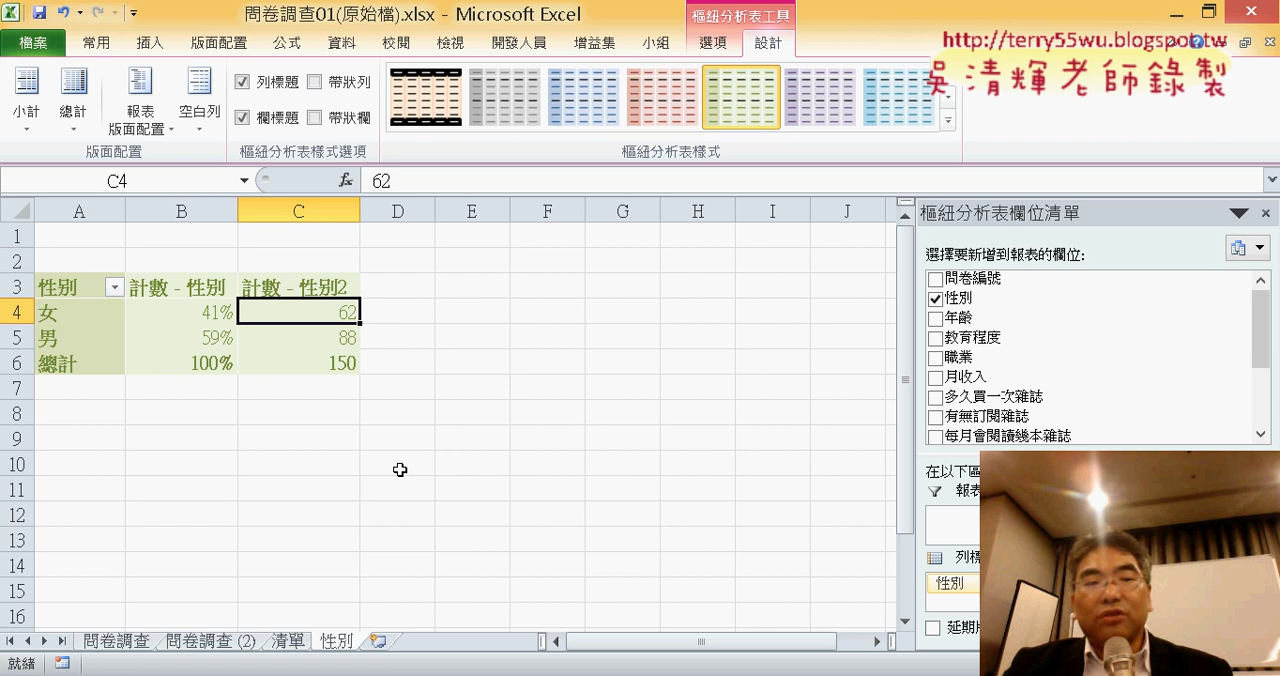 問卷調查01(原始檔).xlsx - Microsoft Excel
樞紐分析表工具
檔案 常用 插入 版面配置 公式 資料 校閱 檢視 開發人員 增益集 小組 選項 設計
http://terry55wu.blogspot.tw
吳清輝老師錄製
小計 總計 報表版面配置 空白列
列標題 帶狀列
欄標題 帶狀欄
版面配置 樞紐分析表樣式選項 樞紐分析表樣式
C4 fx 62
A B C D E F G H I J
1
2
3 性別 計數 - 性別 計數 - 性別2
4 女 41% 62
5 男 59% 88
6 總計 100% 150
7
8
9
10
11
12
13
14
15
16
樞紐分析表欄位清單
選擇要新增到報表的欄位:
問卷編號
性別
年齡
教育程度
職業
月收入
多久買一次雜誌
有無訂閱雜誌
每月會閱讀幾本雜誌
在以下
報表
列標
性別
延期
問卷調查 問卷調查 (2) 清單 性別
就緒